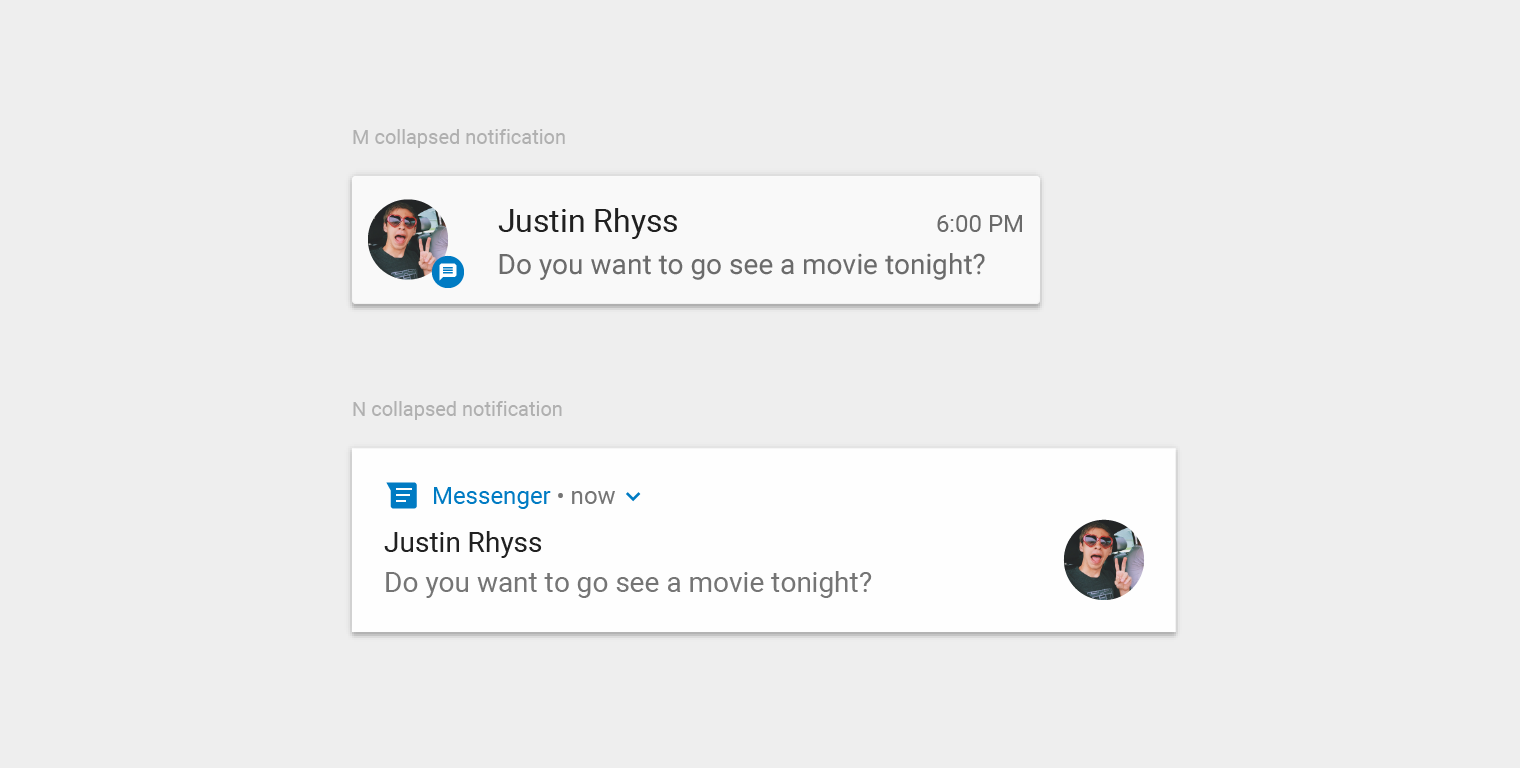 M collapsed notification
Justin Rhyss
6:00 PM
Do you want to go see a movie tonight?
N collapsed notification
Messenger • now
Justin Rhyss
Do you want to go see a movie tonight?